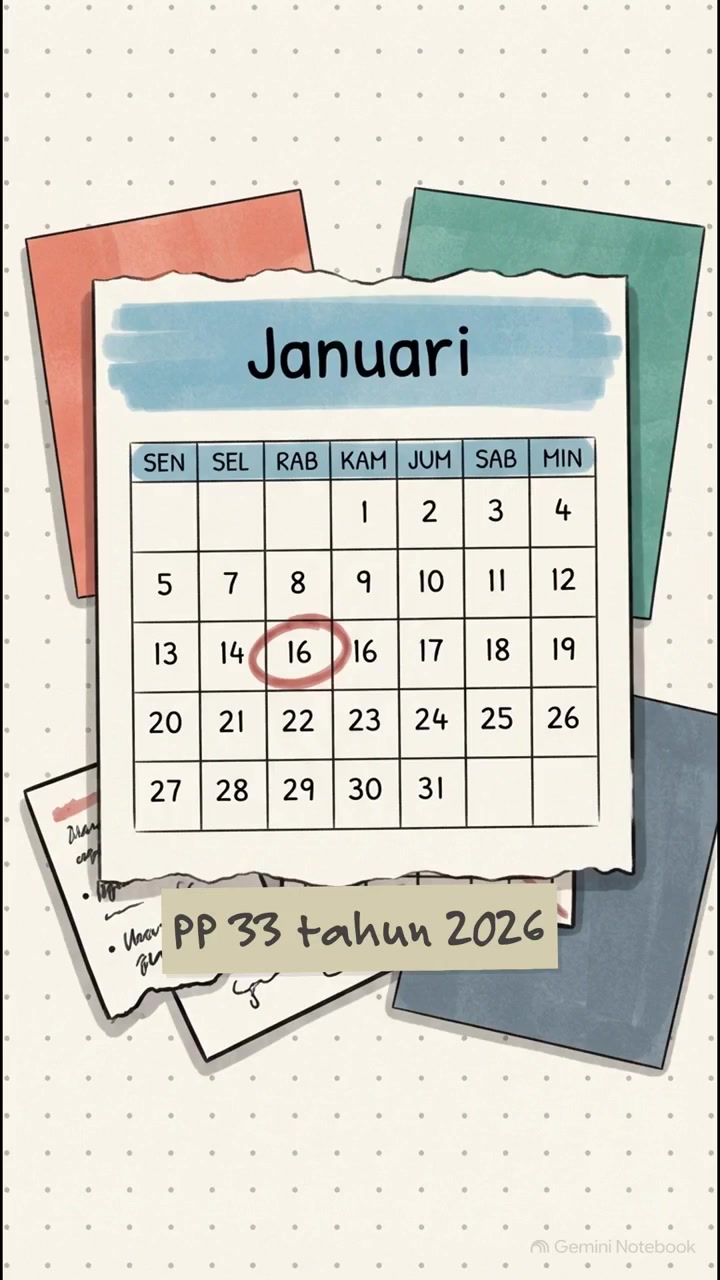 Januari
SEN SEL RAB KAM JUM SAB MIN
1 2 3 4
5 7 8 9 10 11 12
13 14 16 16 17 18 19
20 21 22 23 24 25 26
27 28 29 30 31
PP 33 tahun 2026
Gemini Notebook